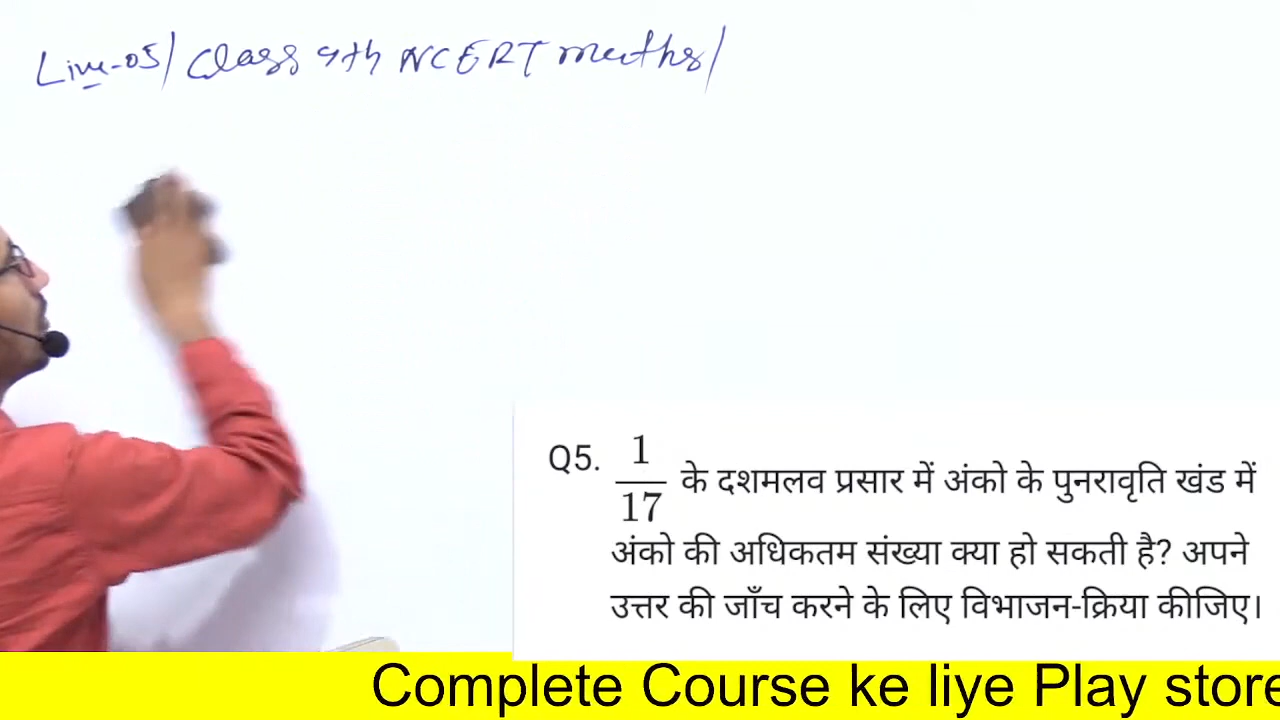 Live-05/ Class 9th NCERT maths/
Q5. 1/17 के दशमलव प्रसार में अंको के पुनरावृति खंड में
अंको की अधिकतम संख्या क्या हो सकती है? अपने
उत्तर की जाँच करने के लिए विभाजन-क्रिया कीजिए।
Complete Course ke liye Play store